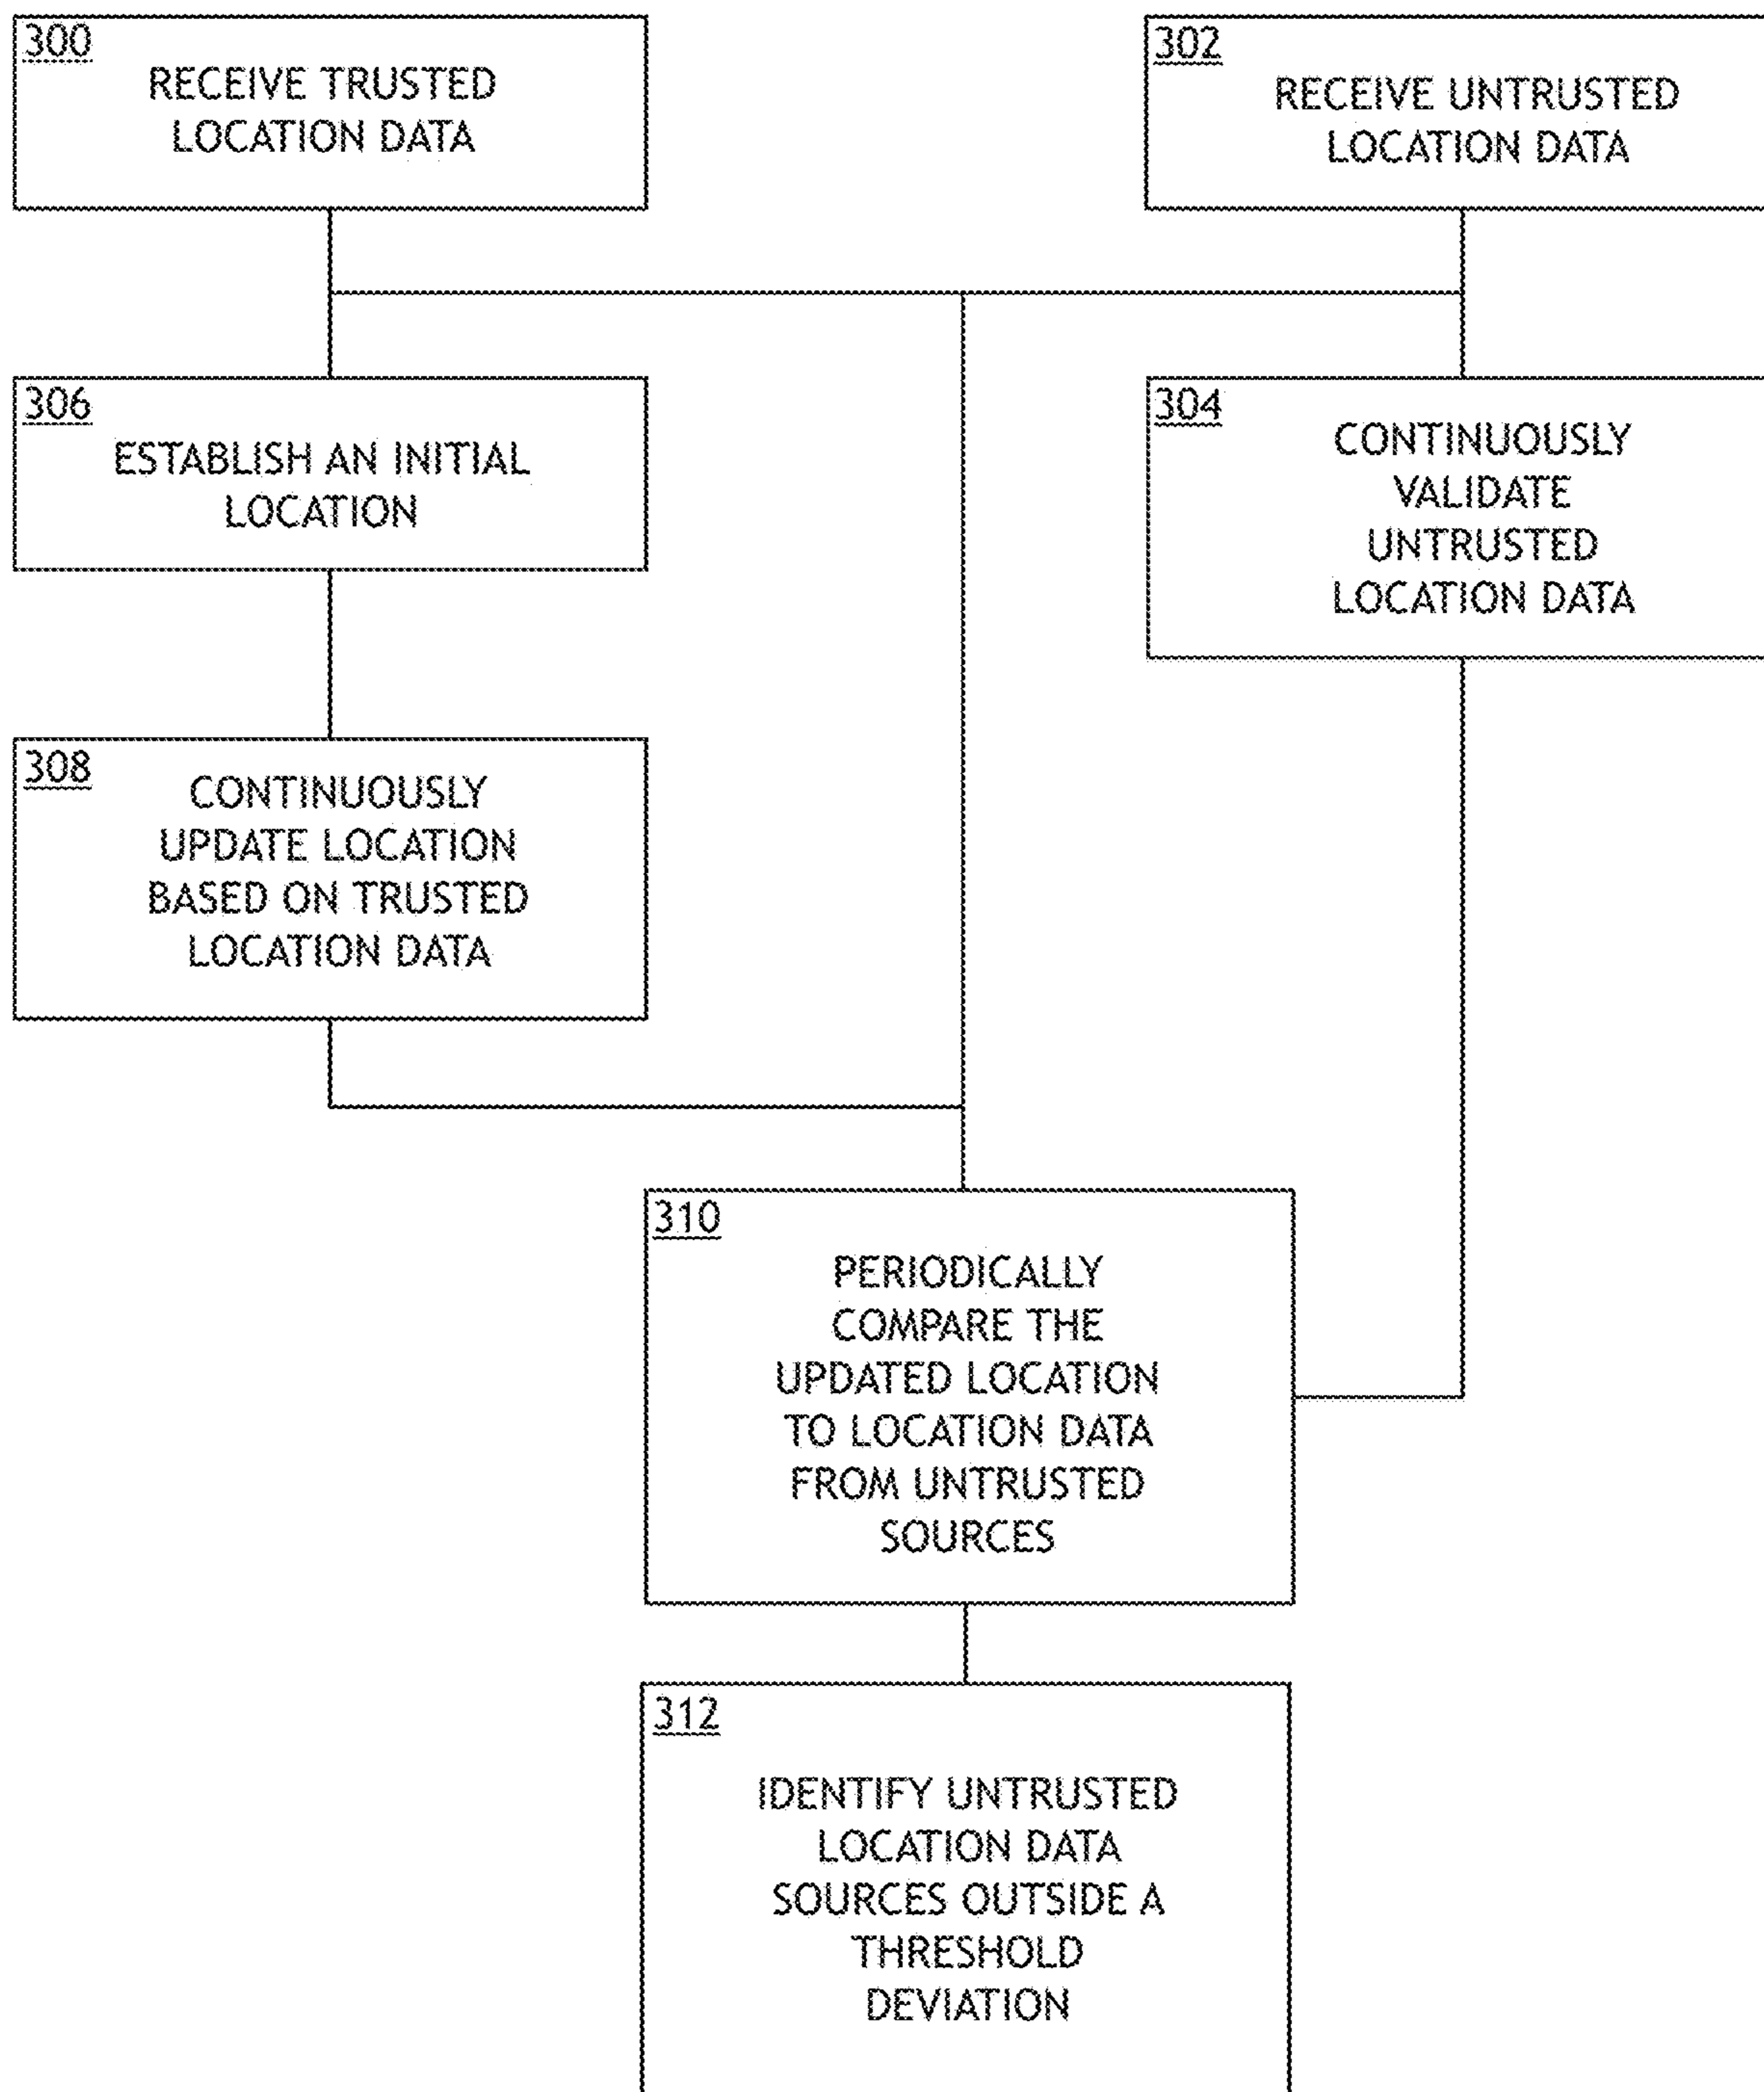 300
RECEIVE TRUSTED
LOCATION DATA
302
RECEIVE UNTRUSTED
LOCATION DATA
306
ESTABLISH AN INITIAL
LOCATION
304
CONTINUOUSLY
VALIDATE
UNTRUSTED
LOCATION DATA
308
CONTINUOUSLY
UPDATE LOCATION
BASED ON TRUSTED
LOCATION DATA
310
PERIODICALLY
COMPARE THE
UPDATED LOCATION
TO LOCATION DATA
FROM UNTRUSTED
SOURCES
312
IDENTIFY UNTRUSTED
LOCATION DATA
SOURCES OUTSIDE A
THRESHOLD
DEVIATION